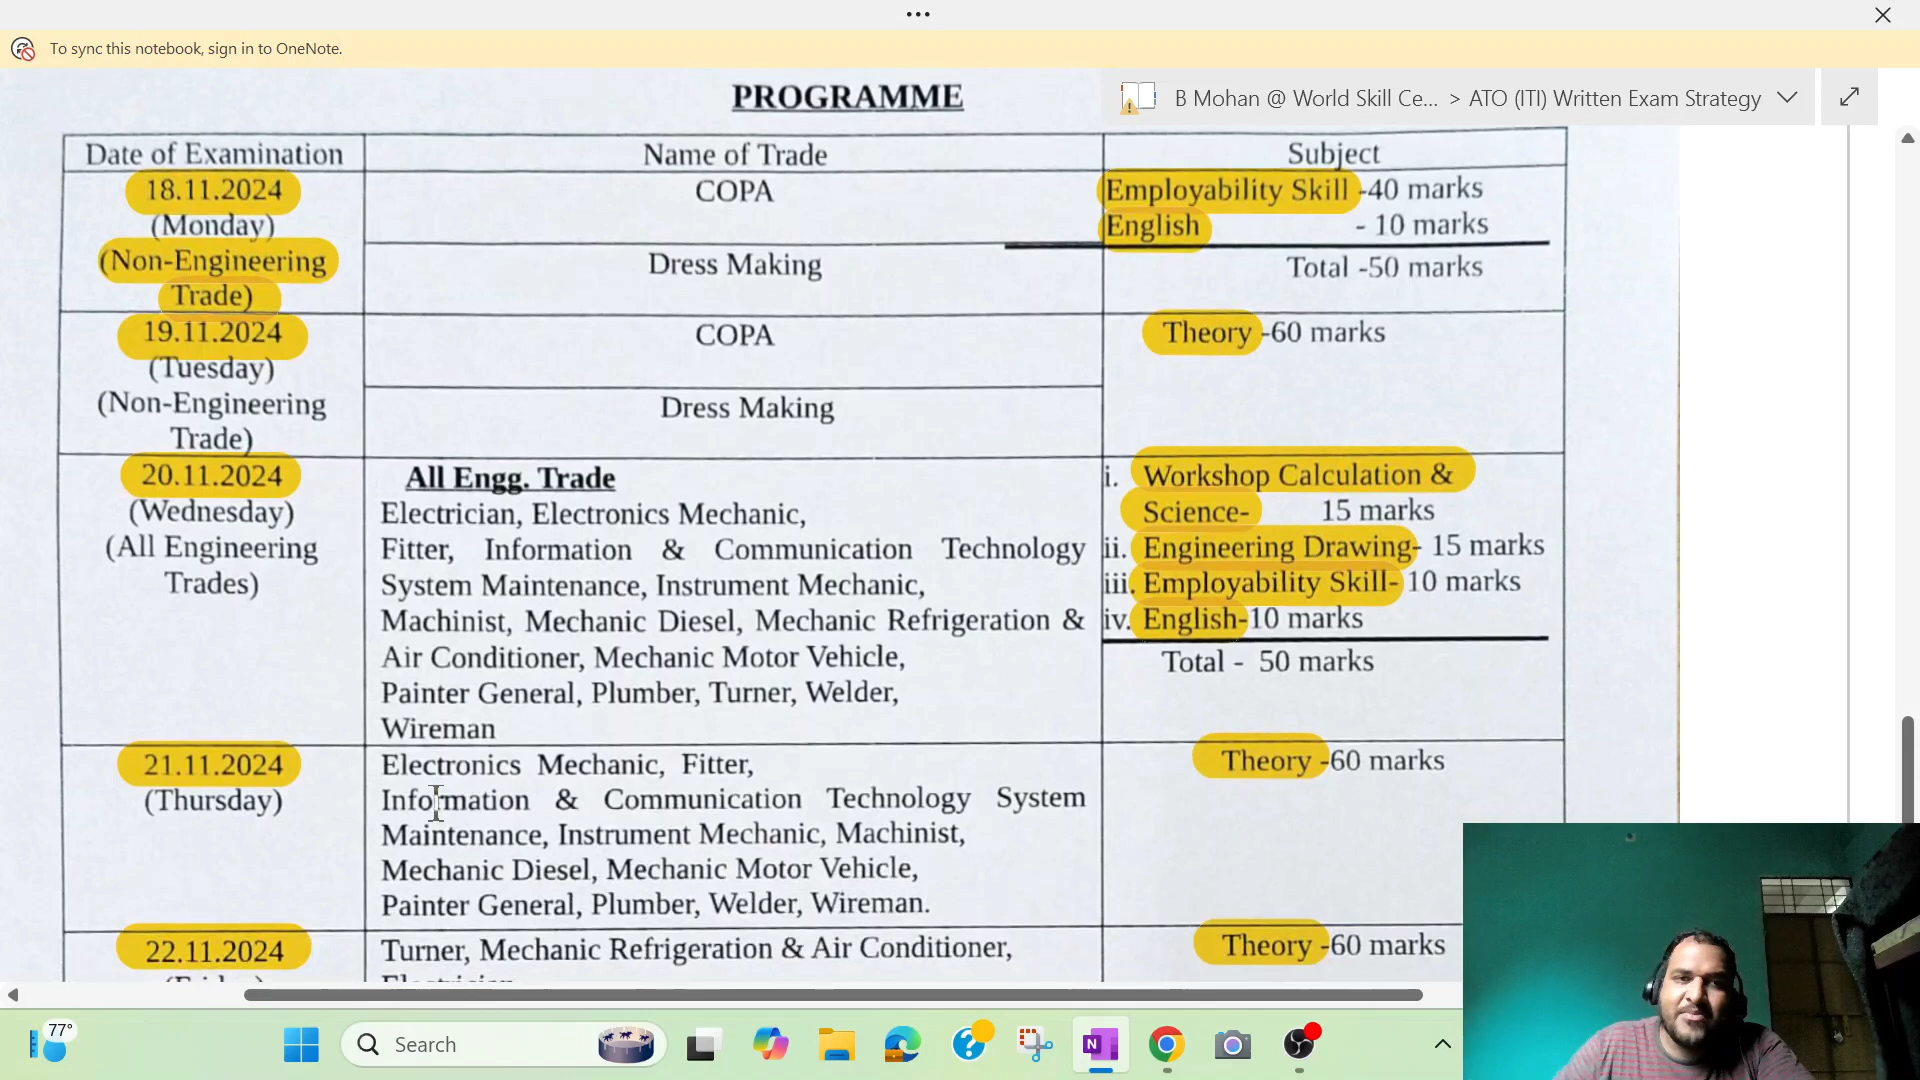 To sync this notebook, sign in to OneNote.
PROGRAMME
B Mohan @ World Skill Ce... > ATO (ITI) Written Exam Strategy
Date of Examination
Name of Trade
Subject
18.11.2024
(Monday)
(Non-Engineering
Trade)
COPA
Dress Making
Employability Skill -40 marks
English - 10 marks
Total -50 marks
19.11.2024
(Tuesday)
(Non-Engineering
Trade)
COPA
Dress Making
Theory -60 marks
20.11.2024
(Wednesday)
(All Engineering
Trades)
All Engg. Trade
Electrician, Electronics Mechanic,
Fitter, Information & Communication Technology
System Maintenance, Instrument Mechanic,
Machinist, Mechanic Diesel, Mechanic Refrigeration &
Air Conditioner, Mechanic Motor Vehicle,
Painter General, Plumber, Turner, Welder,
Wireman
i. Workshop Calculation &
Science- 15 marks
ii. Engineering Drawing- 15 marks
iii. Employability Skill- 10 marks
iv. English-10 marks
Total - 50 marks
21.11.2024
(Thursday)
Electronics Mechanic, Fitter,
Information & Communication Technology System
Maintenance, Instrument Mechanic, Machinist,
Mechanic Diesel, Mechanic Motor Vehicle,
Painter General, Plumber, Welder, Wireman.
Theory -60 marks
22.11.2024
Turner, Mechanic Refrigeration & Air Conditioner,
Theory -60 marks
77°
Search